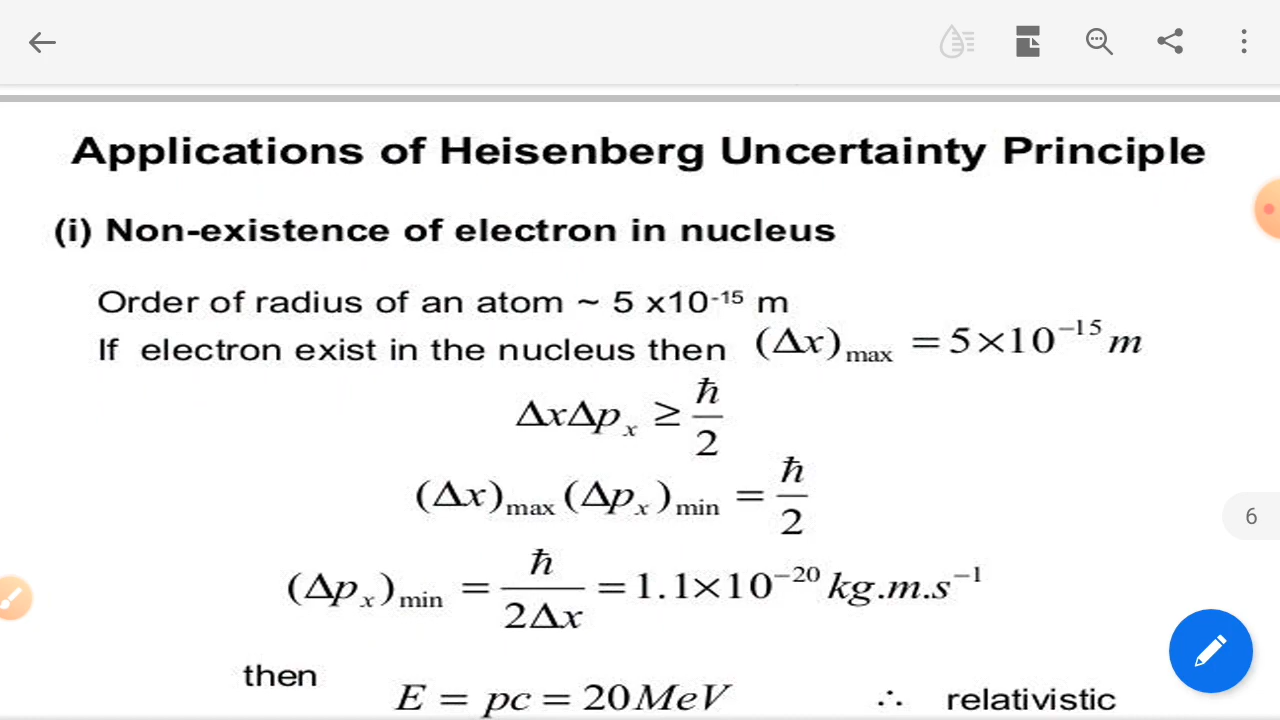 Applications of Heisenberg Uncertainty Principle
(i) Non-existence of electron in nucleus
Order of radius of an atom ~ 5 x10⁻¹⁵ m
If electron exist in the nucleus then (Δx)max = 5×10⁻¹⁵ m
ΔxΔpₓ ≥ ħ/2
(Δx)max (Δpₓ)min = ħ/2
(Δpₓ)min = ħ/2Δx = 1.1×10⁻²⁰ kg.m.s⁻¹
6
then E = pc = 20MeV ∴ relativistic